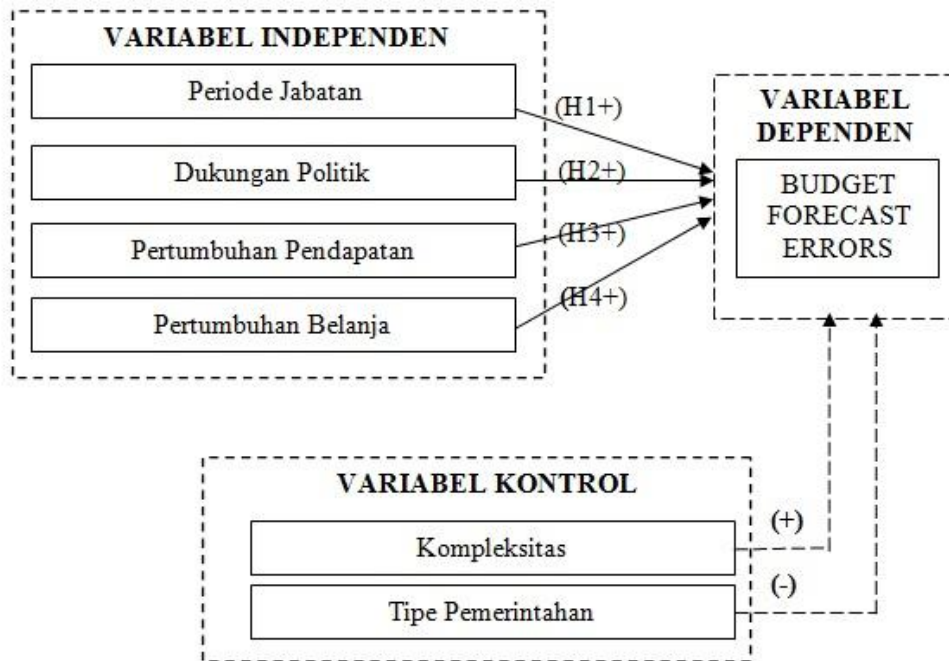 VARIABEL INDEPENDEN
Periode Jabatan
Dukungan Politik
Pertumbuhan Pendapatan
Pertumbuhan Belanja
(H1+)
(H2+)
(H3+)
(H4+)
VARIABEL
DEPENDEN
BUDGET
FORECAST
ERRORS
VARIABEL KONTROL
Kompleksitas
Tipe Pemerintahan
(+)
(-)